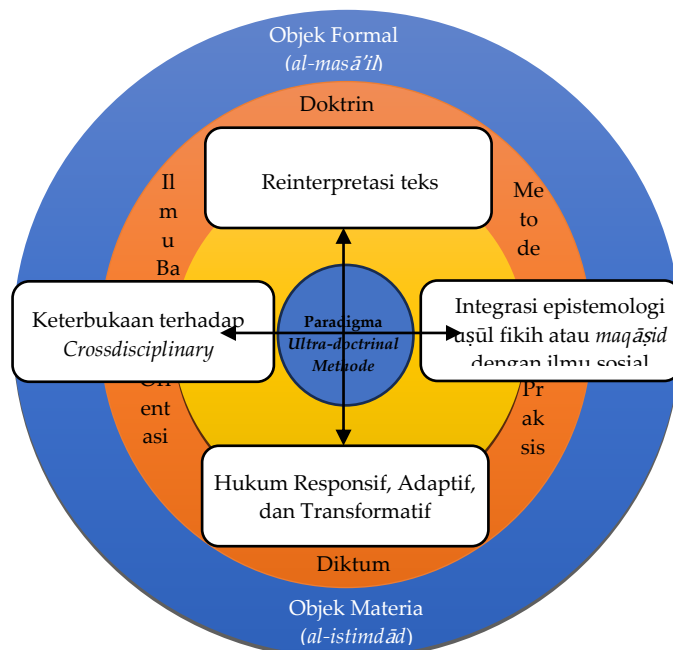 Objek Formal
(al-masā'il)
Doktrin
Reinterpretasi teks
Il
m
u
Ba
Me
to
de
Keterbukaan terhadap
Crossdisciplinary
Paradigma
Ultra-doctrinal
Metaode
Integrasi epistemologi
uṣūl fikih atau maqāṣid
dengan ilmu sosial
ent
asi
Pr
ak
sis
Hukum Responsif, Adaptif,
dan Transformatif
Diktum
Objek Materia
(al-istimdād)